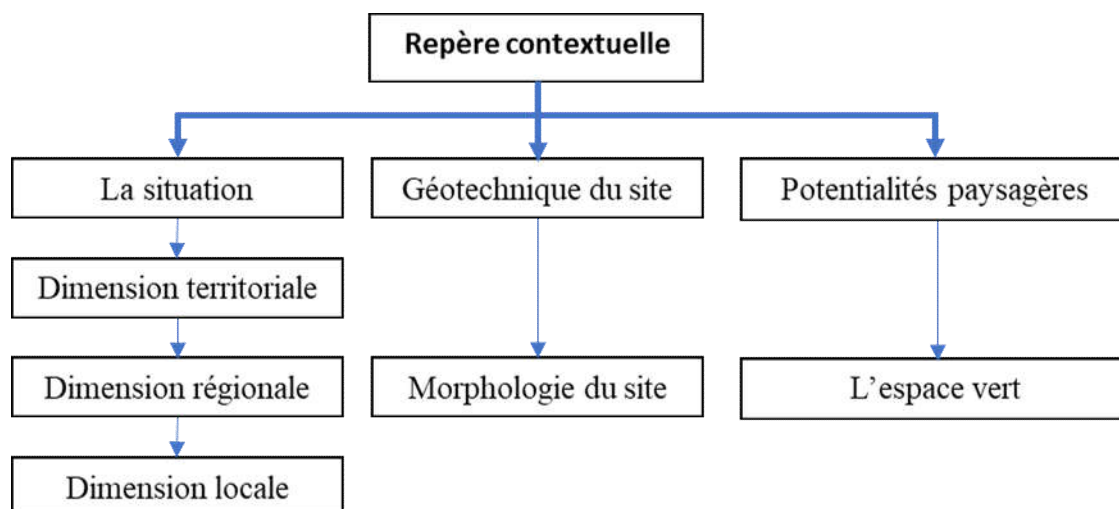 Repère contextuelle
La situation
Géotechnique du site
Potentialités paysagères
Dimension territoriale
Dimension régionale
Morphologie du site
L’espace vert
Dimension locale